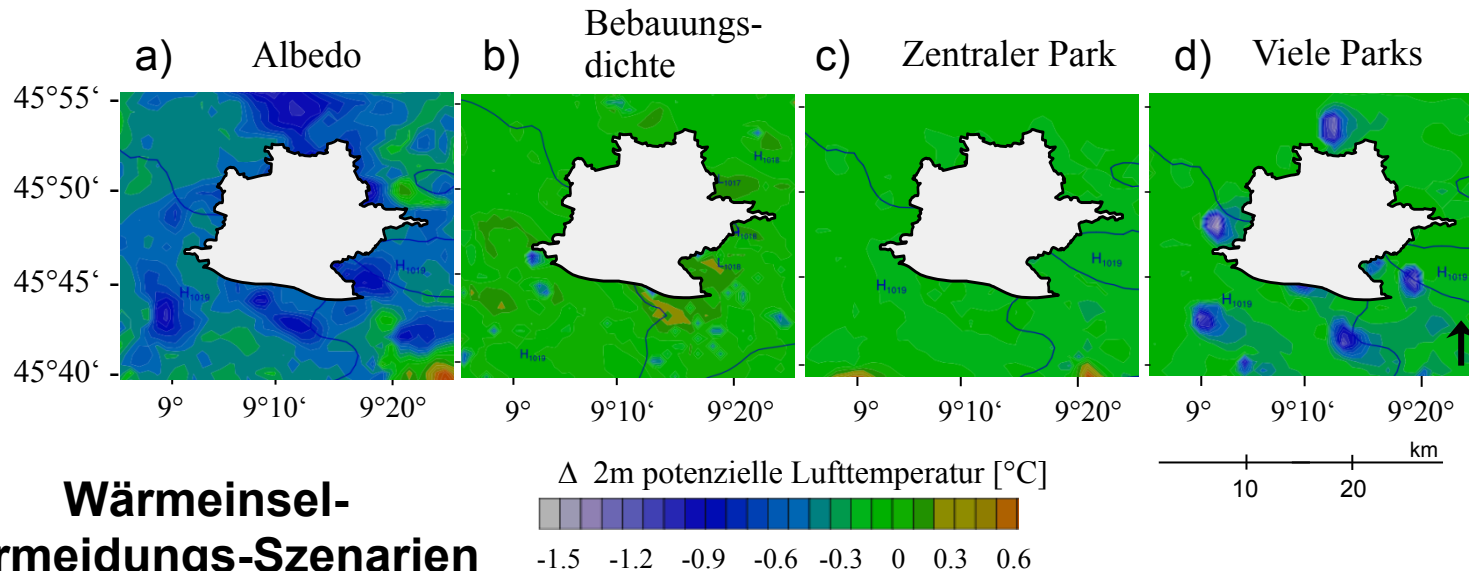 a) Albedo
b) Bebauungs-
dichte
c) Zentraler Park
d) Viele Parks
45°55‘
45°50‘
45°45‘
45°40‘
H1019
H1019
H1018
L1017
H1018
L1018
H1019
H1019
H1019
H1019
H1019
9° 9°10‘ 9°20°
9° 9°10‘ 9°20°
9° 9°10‘ 9°20°
9° 9°10‘ 9°20°
km
10 20
Δ 2m potenzielle Lufttemperatur [°C]
-1.5 -1.2 -0.9 -0.6 -0.3 0 0.3 0.6
Wärmeinsel-
rmeidungs-Szenarien